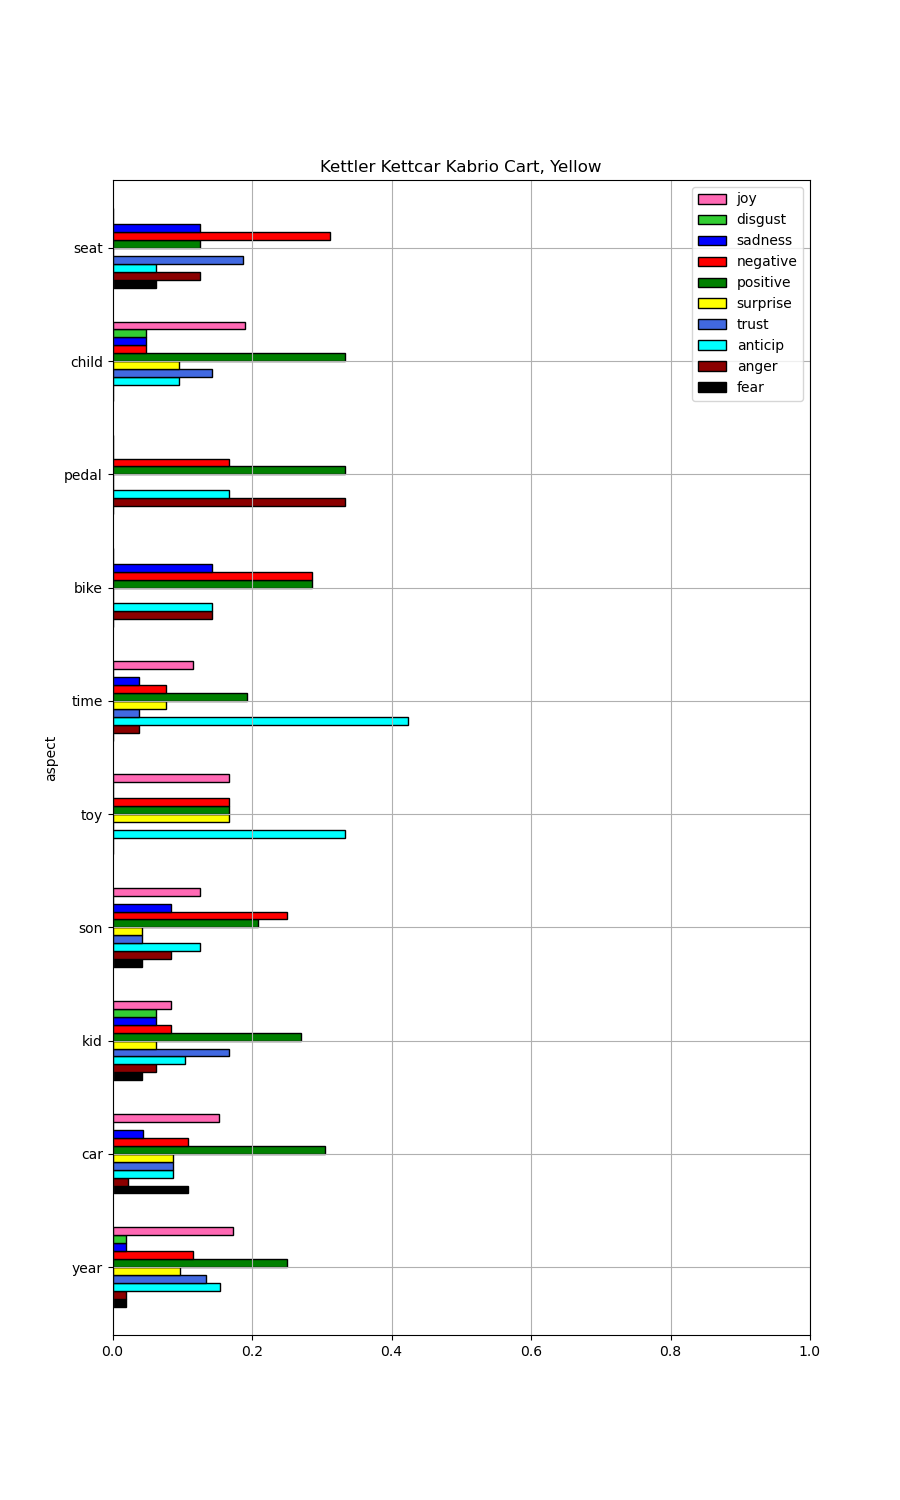 Kettler Kettcar Kabrio Cart, Yellow
joy
disgust
sadness
negative
positive
surprise
trust
anticip
anger
fear
seat
child
pedal
bike
time
toy
son
kid
car
year
aspect
0.0 0.2 0.4 0.6 0.8 1.0